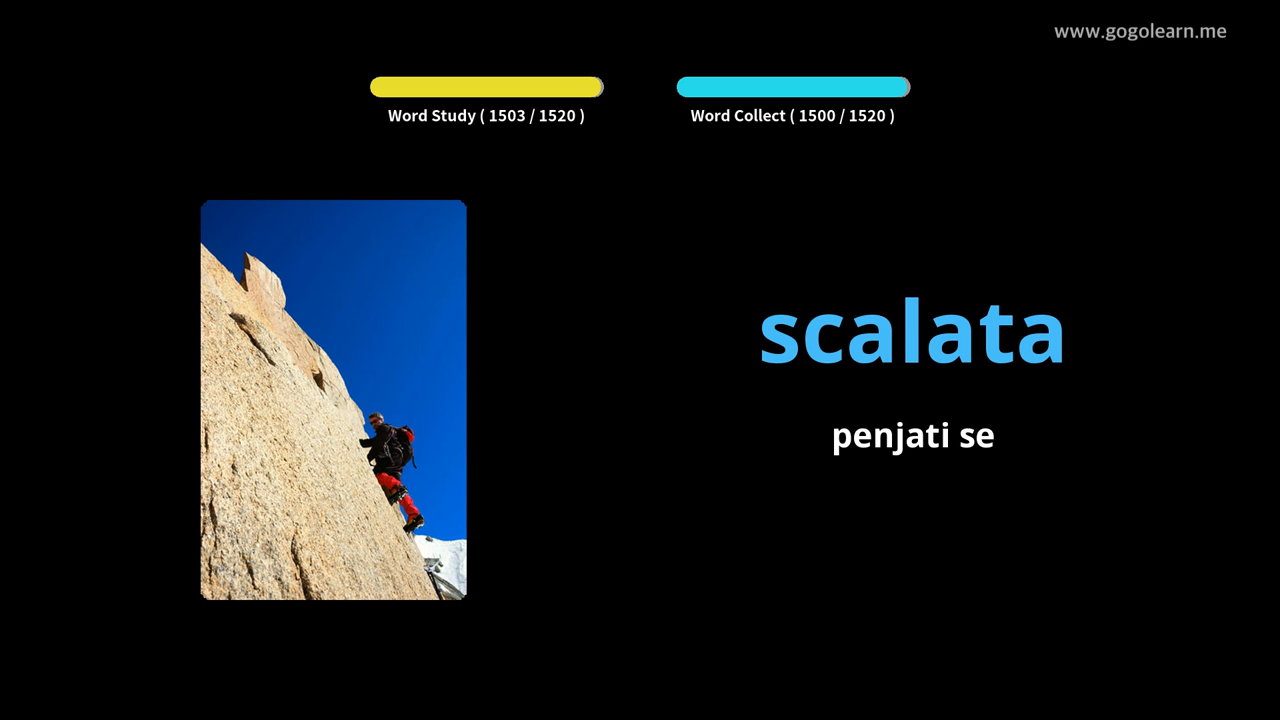 www.gogolearn.me
Word Study ( 1503 / 1520 )
Word Collect ( 1500 / 1520 )
scalata
penjati se